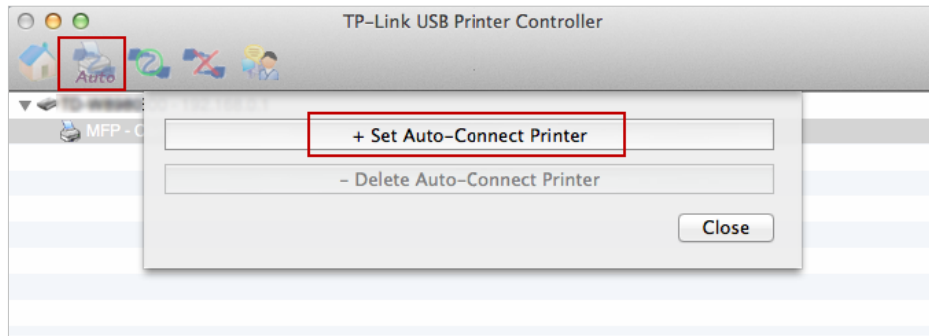 TP-Link USB Printer Controller
Auto
MFP - C
+ Set Auto-Connect Printer
- Delete Auto-Connect Printer
Close